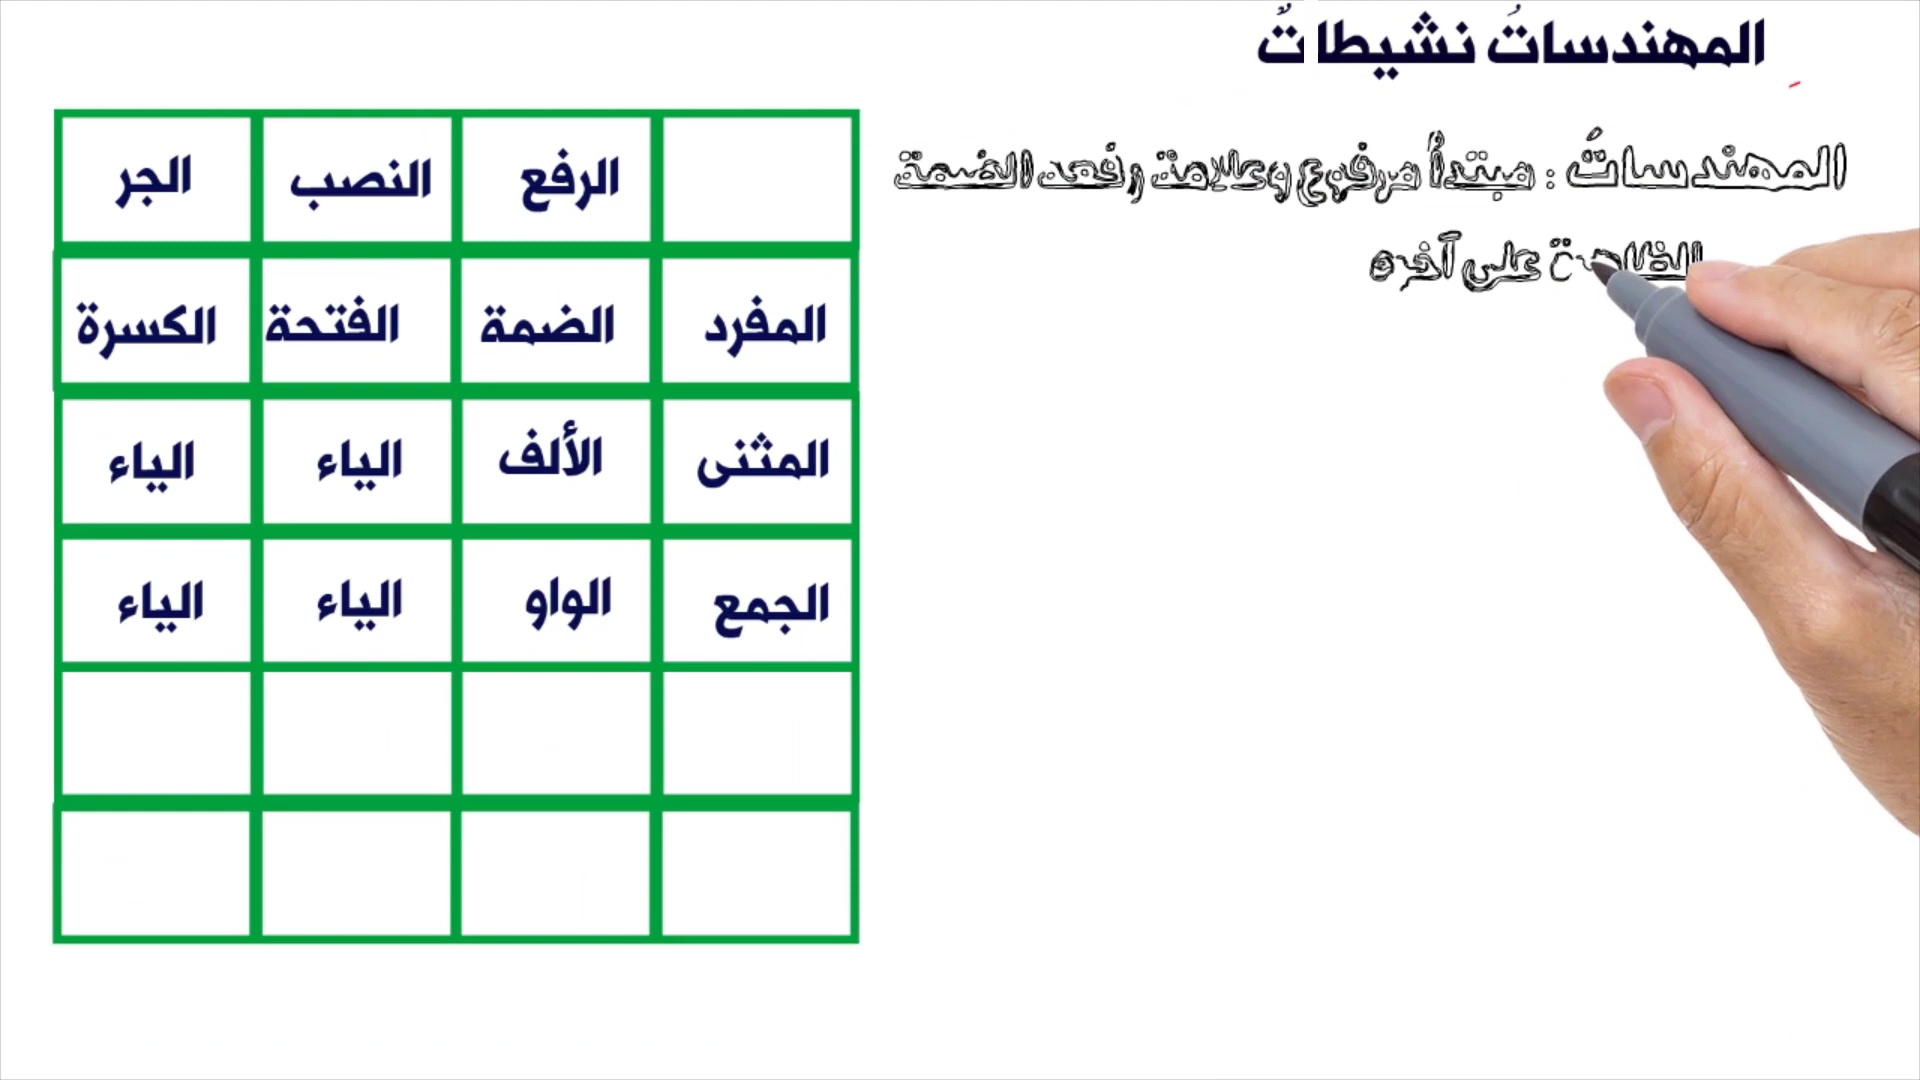 المهندساتُ نشيطاتٌ
المهندساتُ : مبتدأ مرفوع وعلامة رفعه الضمة
على آخره
الرفع النصب الجر
المفرد الضمة الفتحة الكسرة
المثنى الألف الياء الياء
الجمع الواو الياء الياء